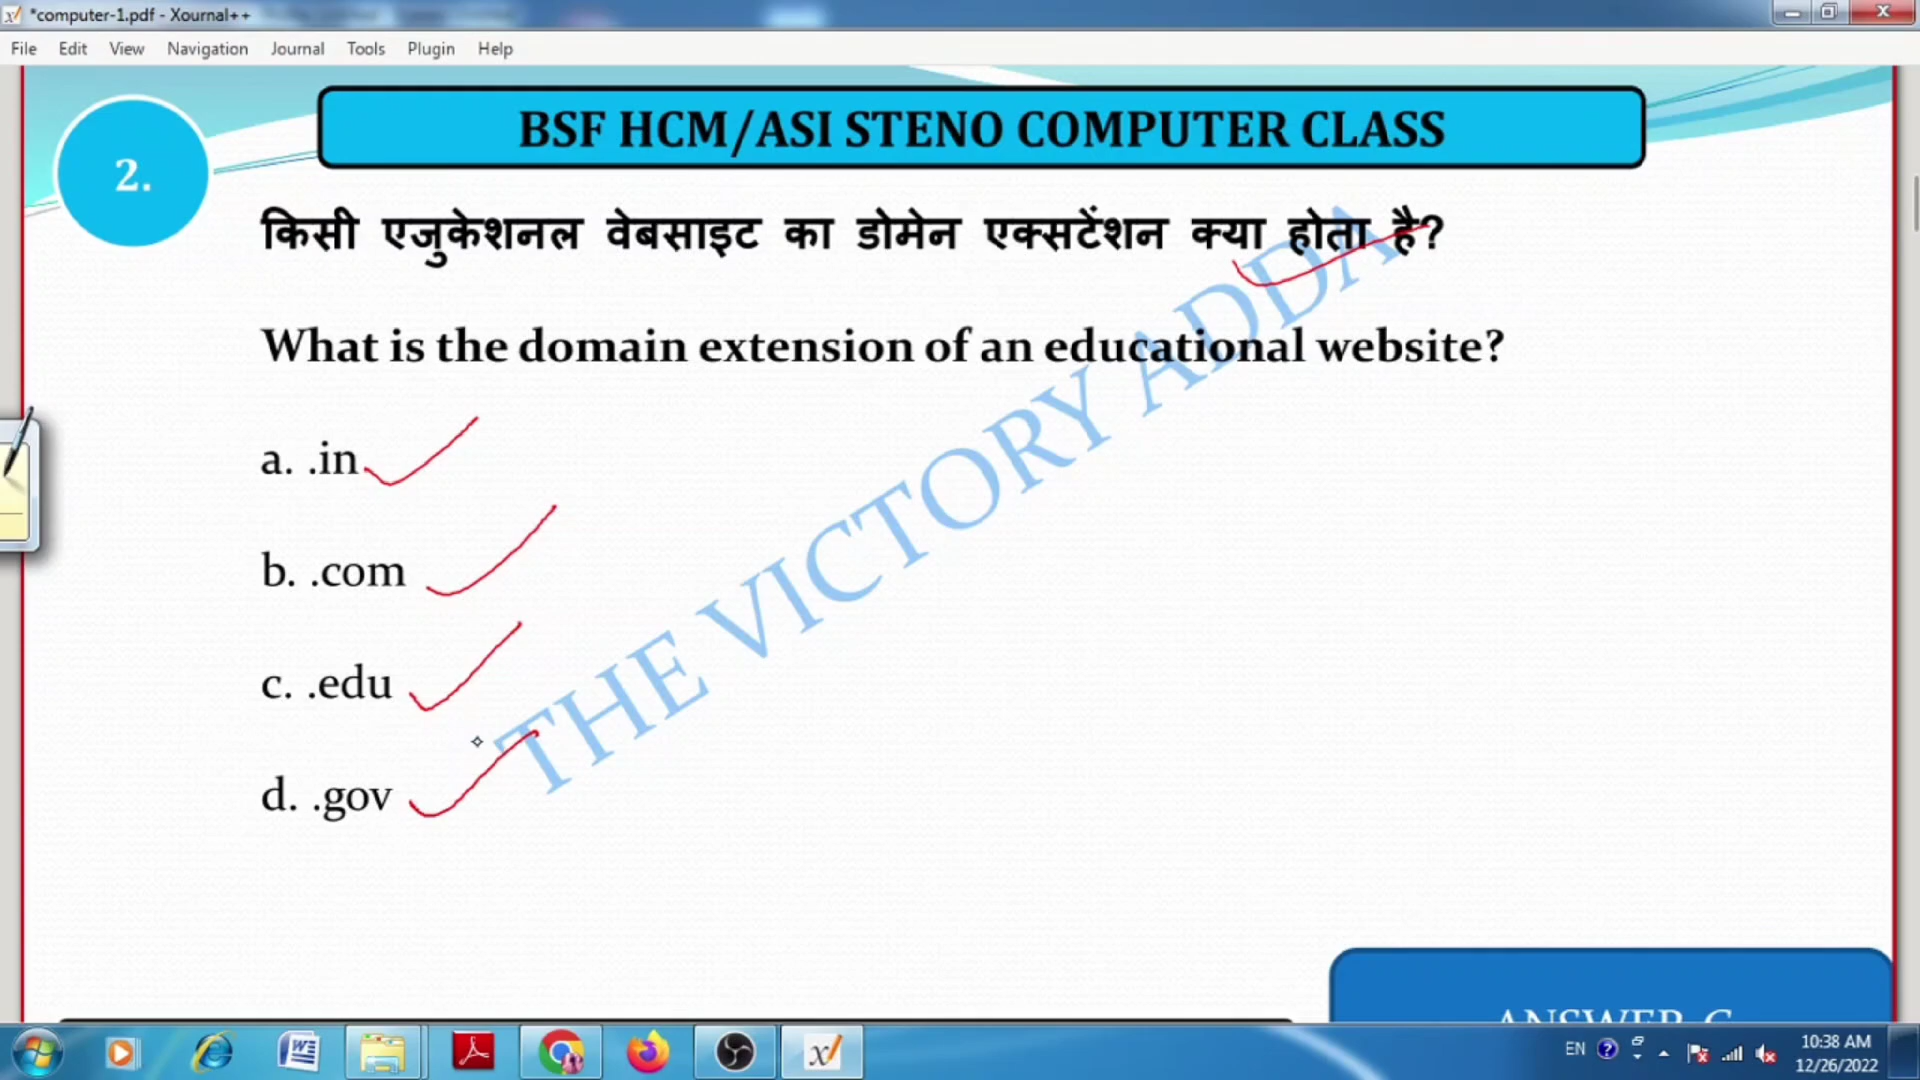 *computer-1.pdf - Xournal++
File Edit View Navigation Journal Tools Plugin Help
BSF HCM/ASI STENO COMPUTER CLASS
2.
किसी एजुकेशनल वेबसाइट का डोमेन एक्सटेंशन क्या होता है?
What is the domain extension of an educational website?
a. .in
b. .com
c. .edu
d. .gov
THE VICTORY ADDA
ANSWER-C
EN
10:38 AM
12/26/2022